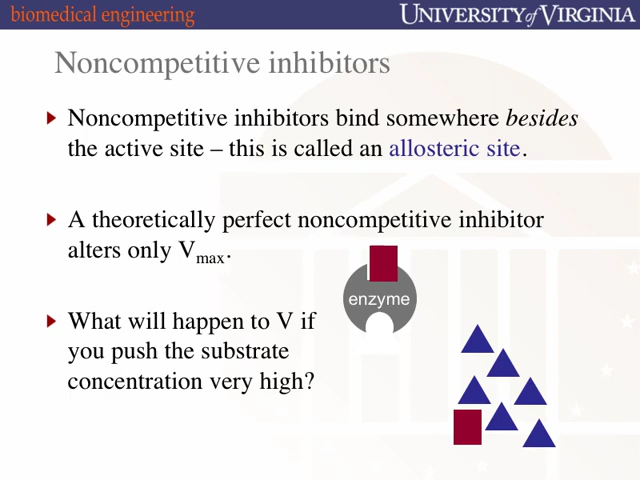 biomedical engineering
UNIVERSITY of VIRGINIA
Noncompetitive inhibitors
Noncompetitive inhibitors bind somewhere besides
the active site – this is called an allosteric site.
A theoretically perfect noncompetitive inhibitor
alters only Vmax.
enzyme
What will happen to V if
you push the substrate
concentration very high?